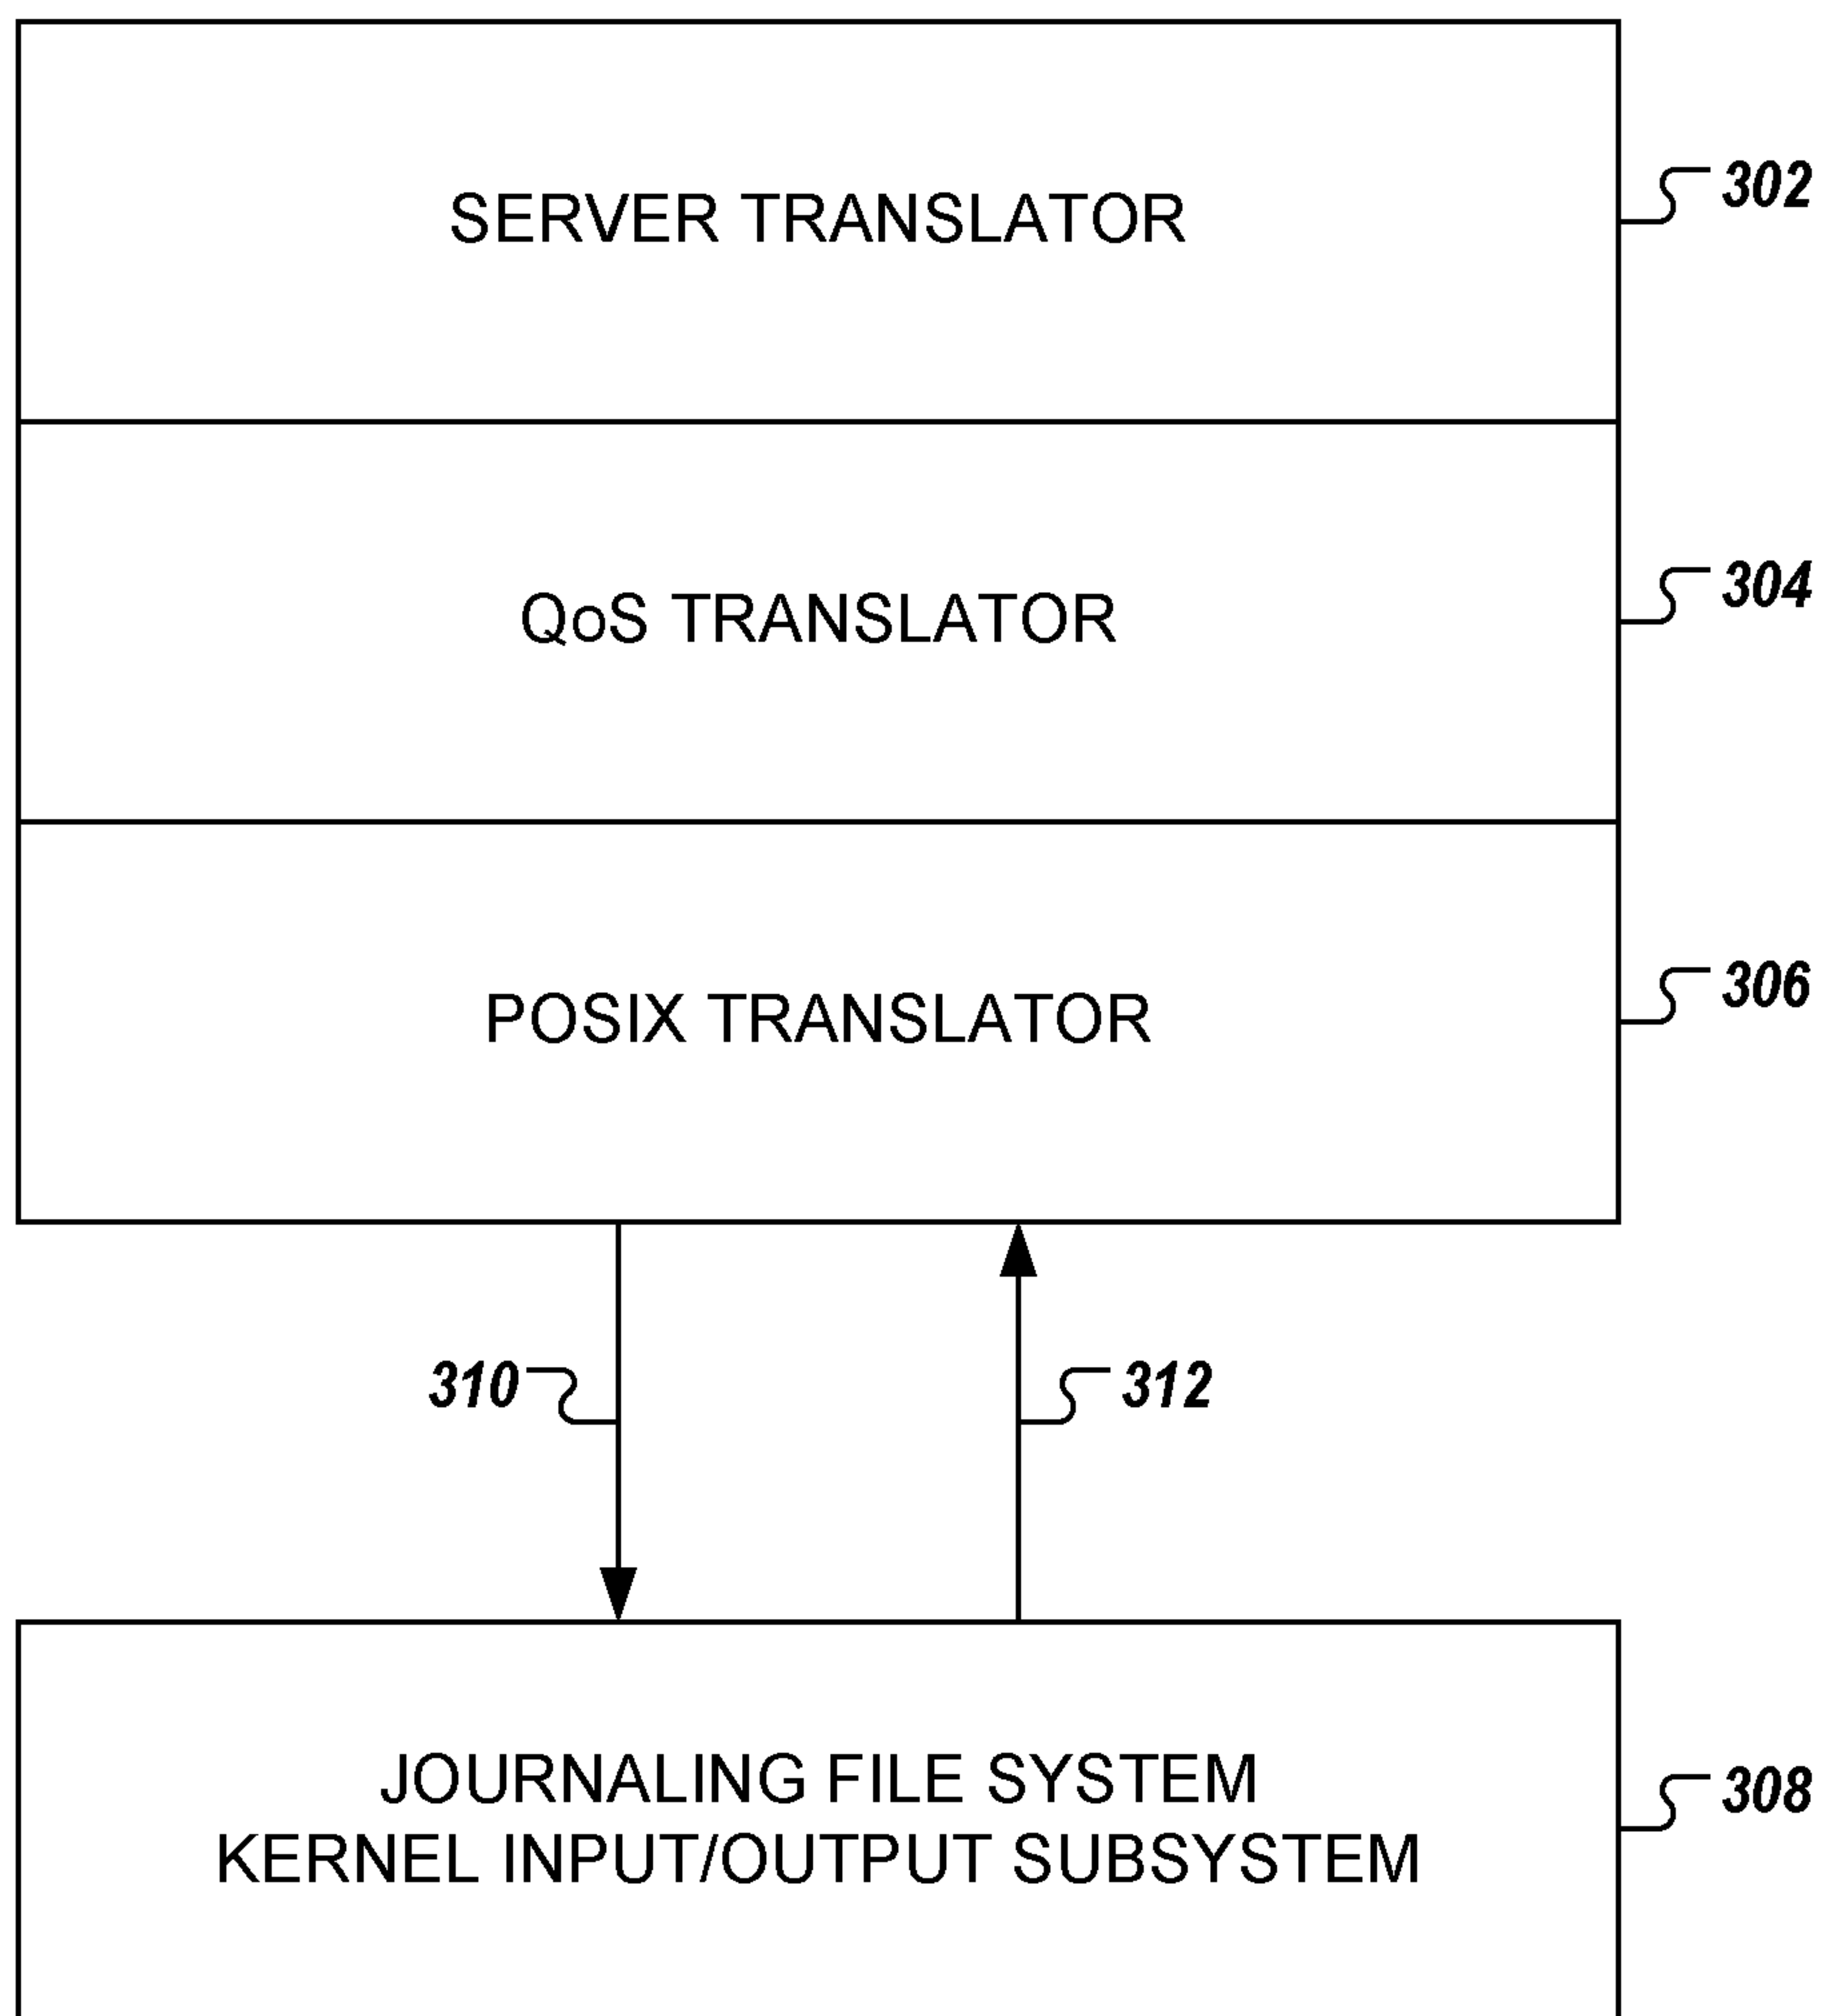 SERVER TRANSLATOR
302
QoS TRANSLATOR
304
POSIX TRANSLATOR
306
310
312
JOURNALING FILE SYSTEM
KERNEL INPUT/OUTPUT SUBSYSTEM
308